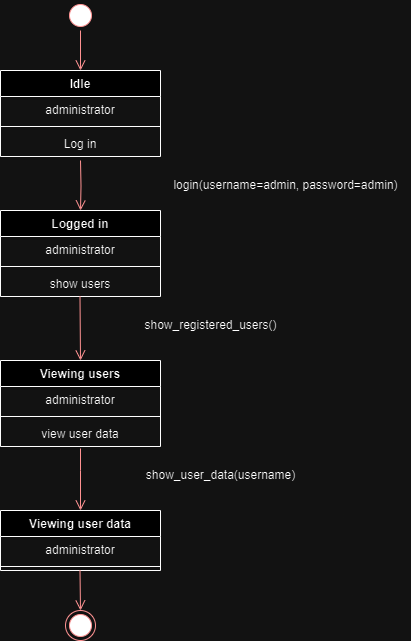 Idle
administrator
Log in
login(username=admin, password=admin)
Logged in
administrator
show users
show_registered_users()
Viewing users
administrator
view user data
show_user_data(username)
Viewing user data
administrator